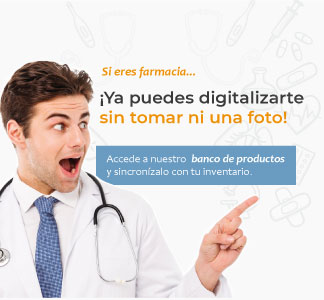 Si eres farmacia...
¡Ya puedes digitalizarte
sin tomar ni una foto!
Accede a nuestro banco de productos
y sincronízalo con tu inventario.